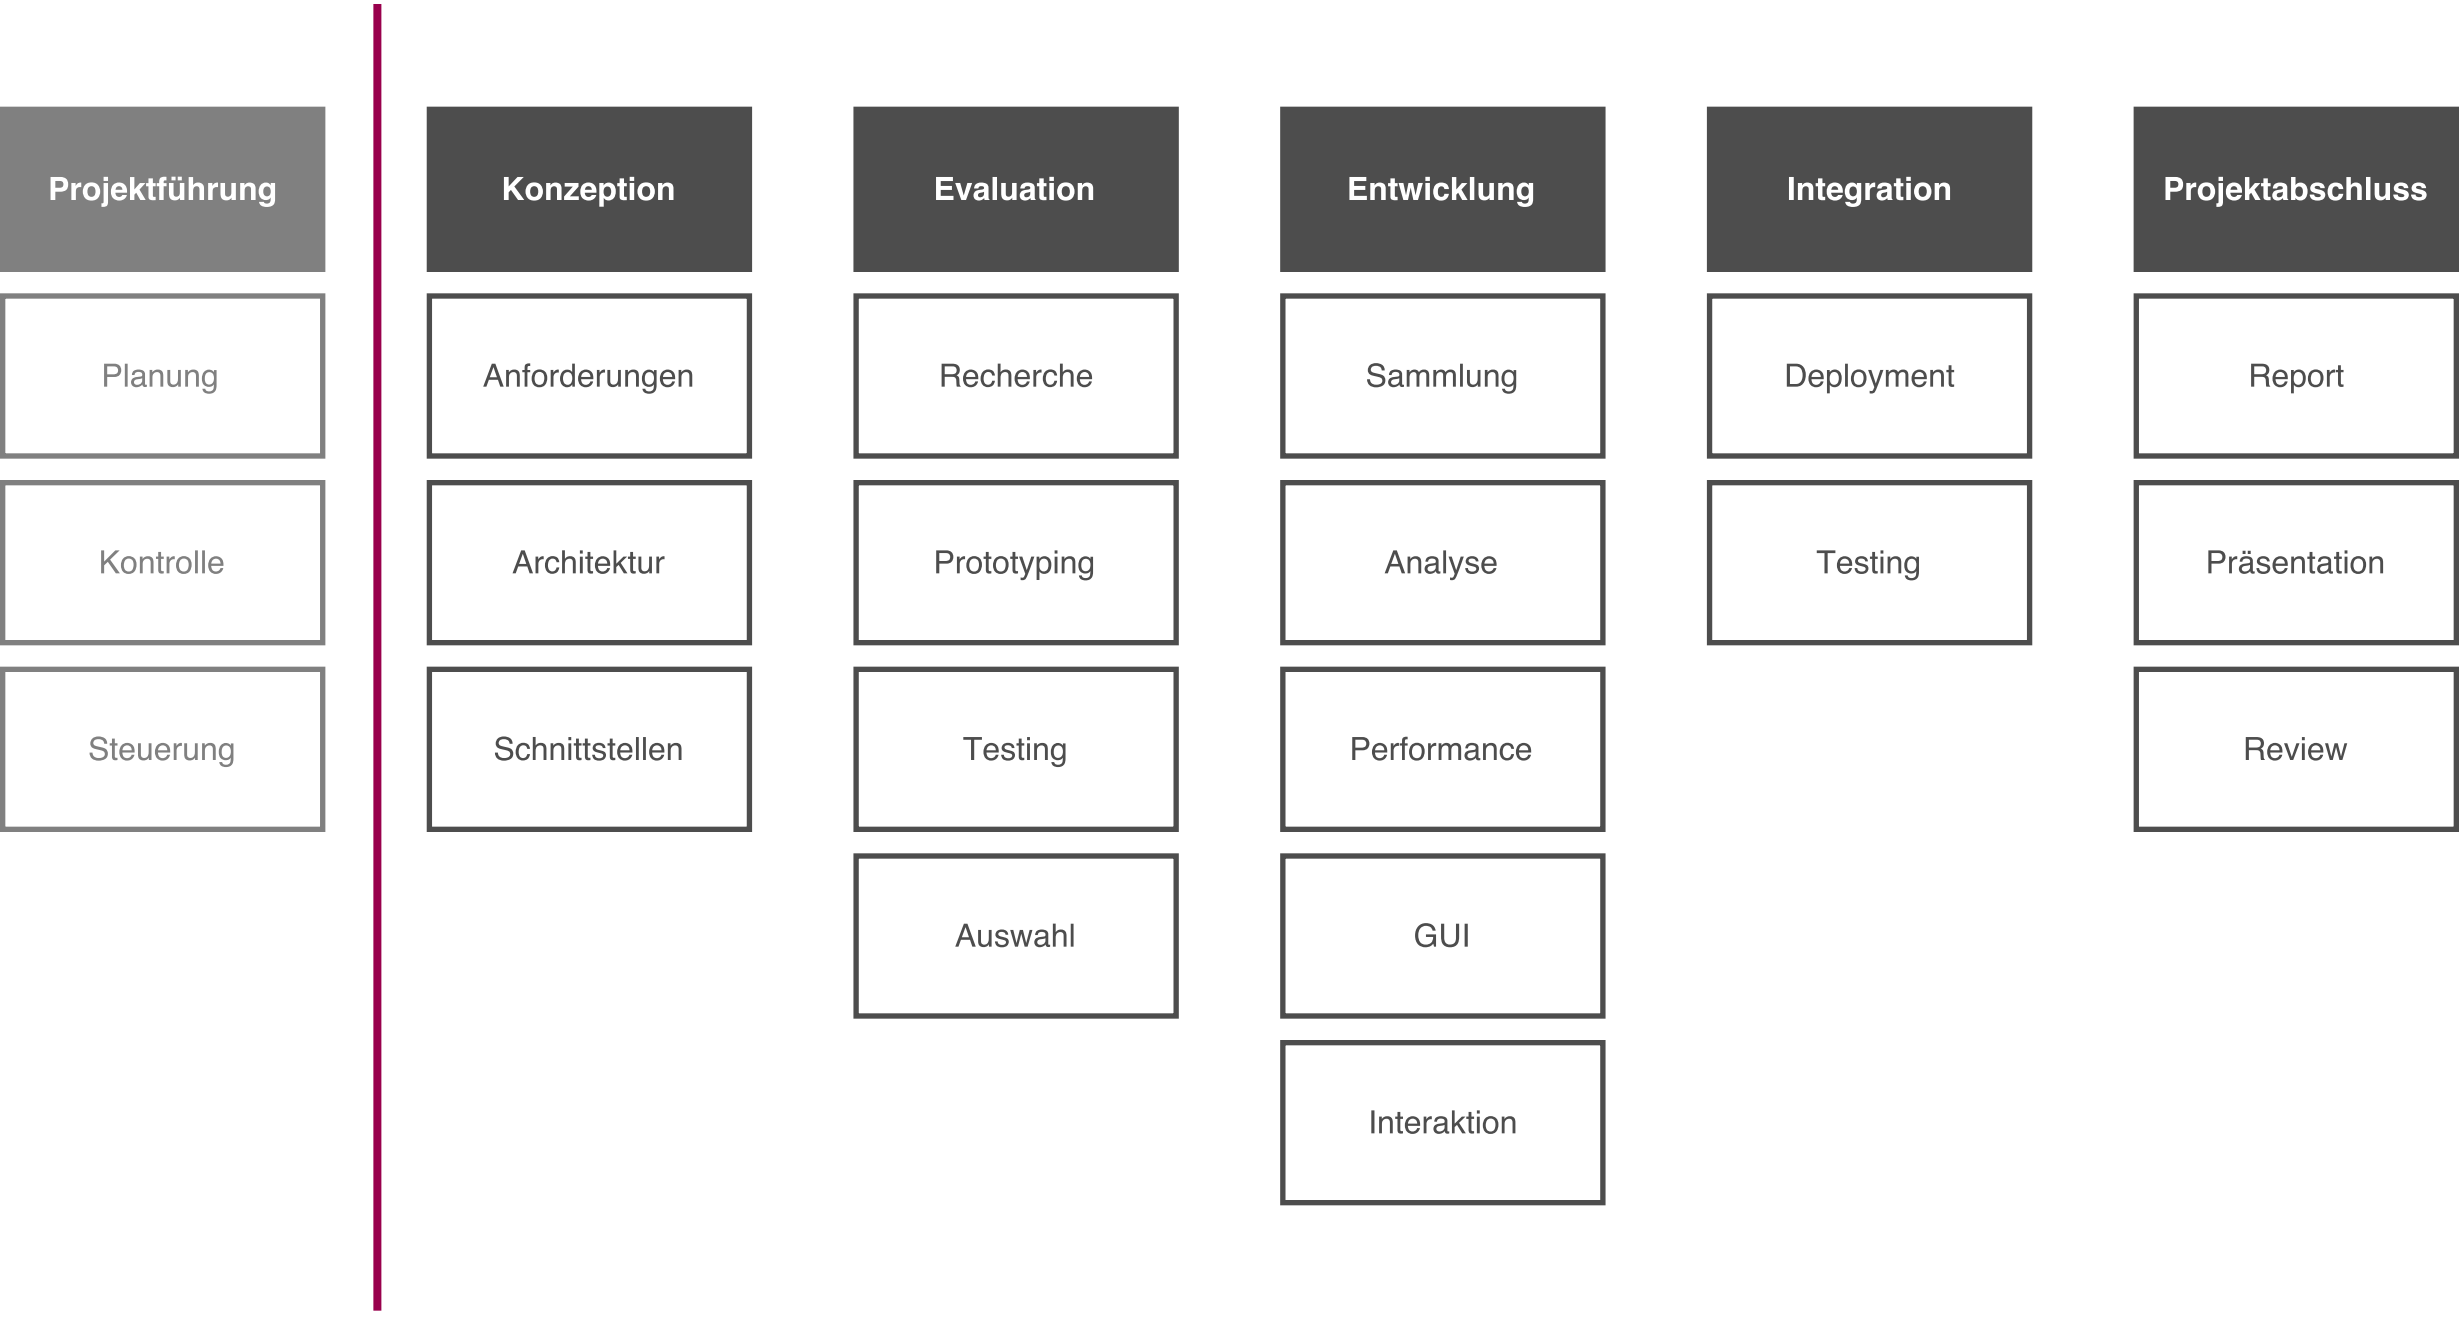 Projektführung
Konzeption
Evaluation
Entwicklung
Integration
Projektabschluss
Planung
Anforderungen
Recherche
Sammlung
Deployment
Report
Kontrolle
Architektur
Prototyping
Analyse
Testing
Präsentation
Steuerung
Schnittstellen
Testing
Performance
Review
Auswahl
GUI
Interaktion